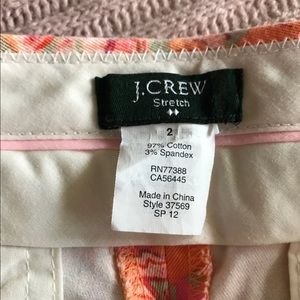 J.CREW
Stretch
2
97% Cotton
3% Spandex
RN77388
CA56445
Made in China
Style 37569
SP 12